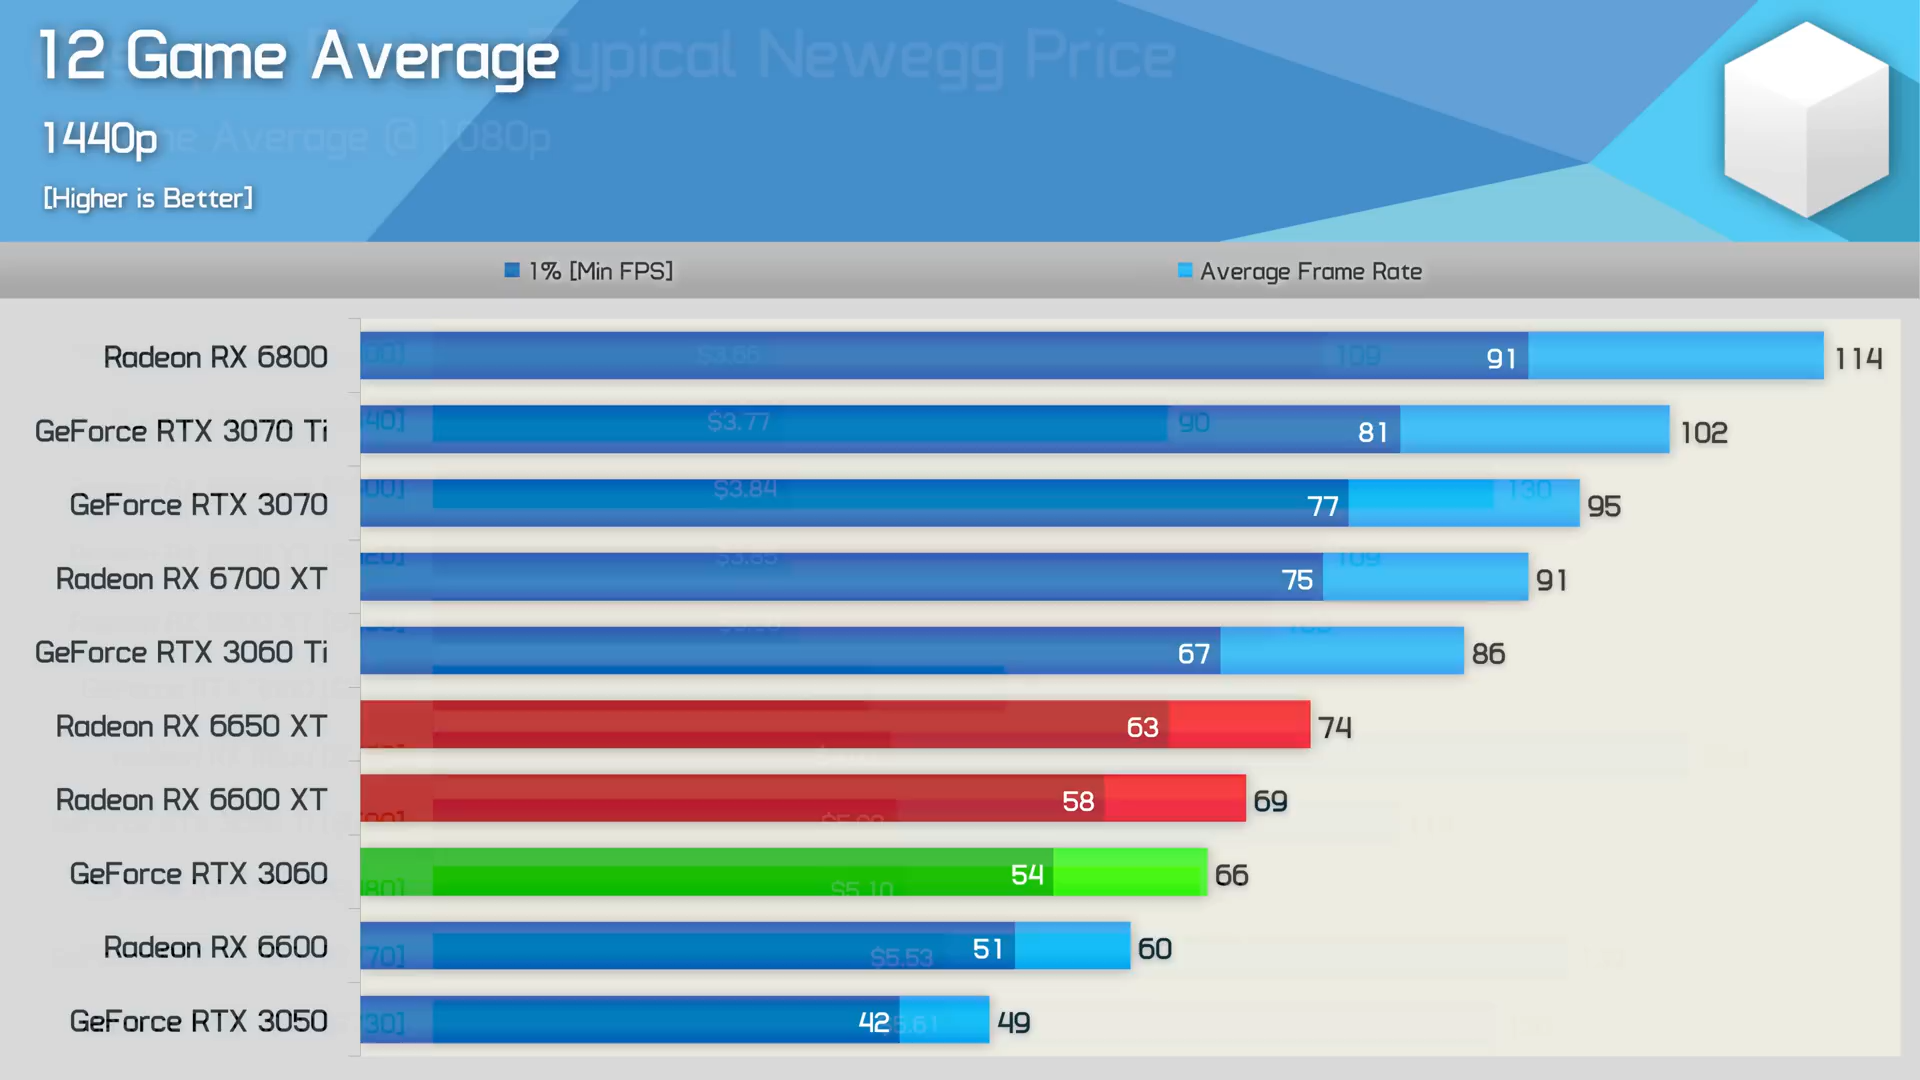 12 Game Average
1440p
[Higher is Better]
1% [Min FPS] Average Frame Rate
Radeon RX 6800 91 114
GeForce RTX 3070 Ti 81 102
GeForce RTX 3070 77 95
Radeon RX 6700 XT 75 91
GeForce RTX 3060 Ti 67 86
Radeon RX 6650 XT 63 74
Radeon RX 6600 XT 58 69
GeForce RTX 3060 54 66
Radeon RX 6600 51 60
GeForce RTX 3050 42 49